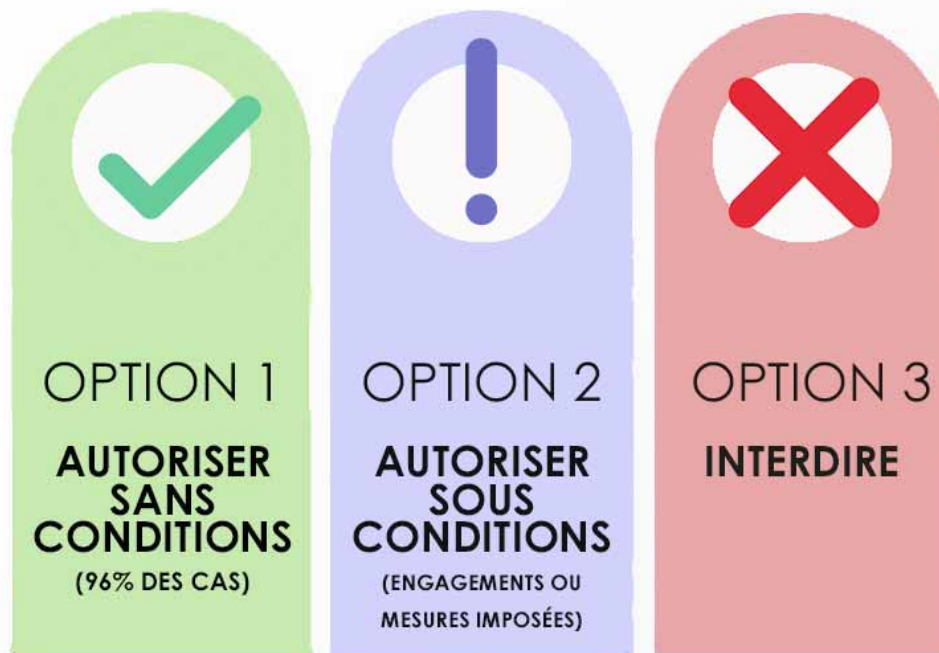 OPTION 1
AUTORISER
SANS
CONDITIONS
(96% DES CAS)
OPTION 2
AUTORISER
SOUS
CONDITIONS
(ENGAGEMENTS OU
MESURES IMPOSÉES)
OPTION 3
INTERDIRE